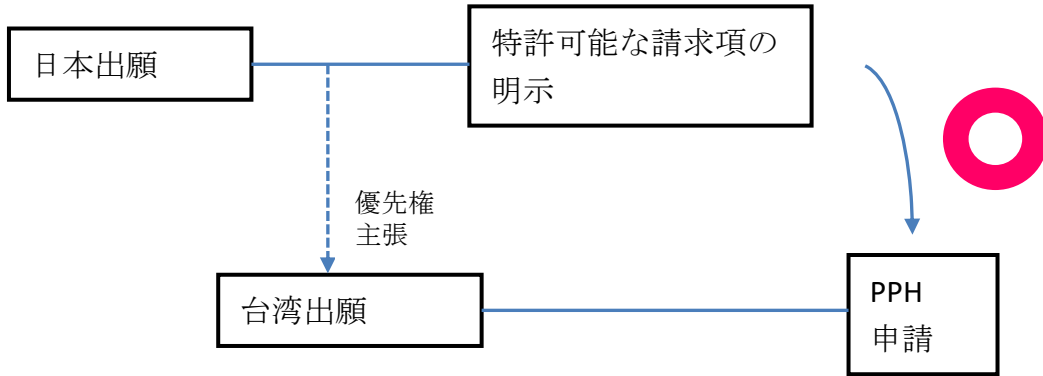 日本出願
特許可能な請求項の
明示
優先権
主張
台湾出願
PPH
申請